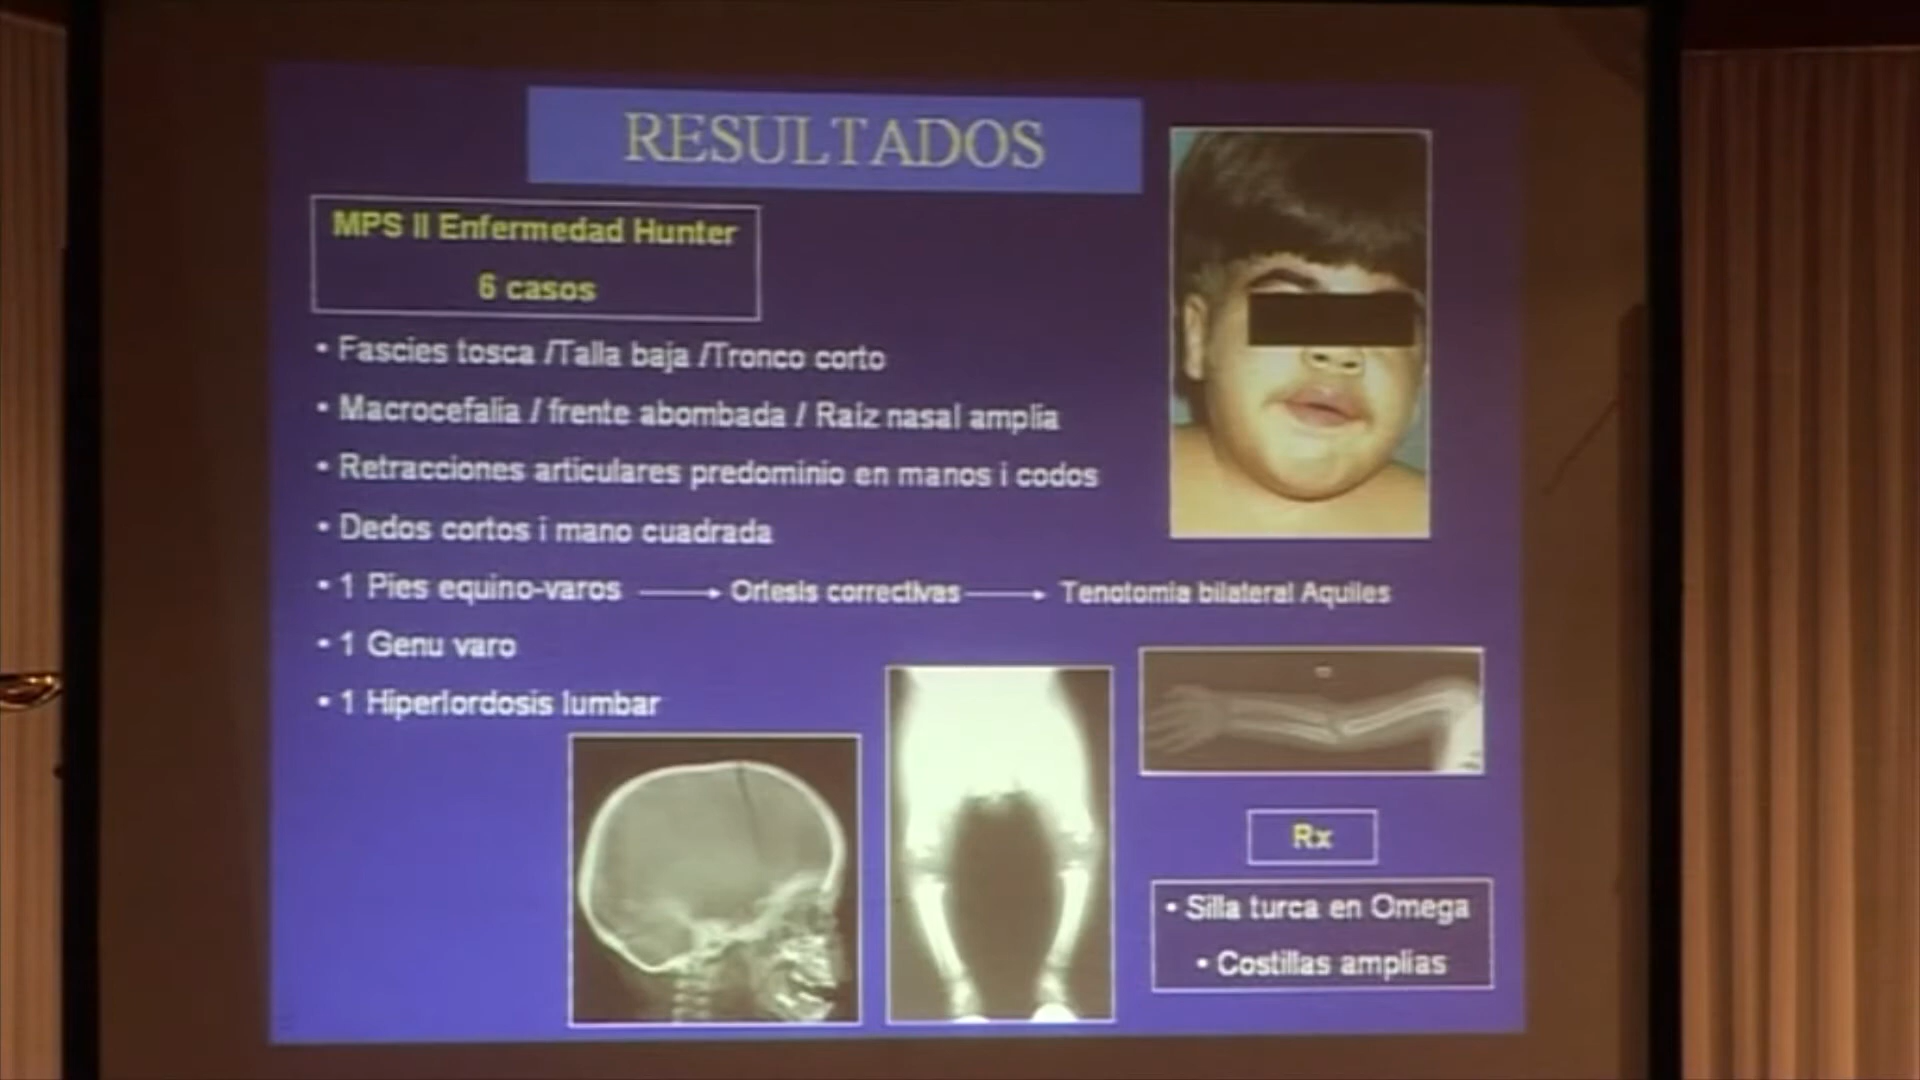 RESULTADOS
MPS II Enfermedad Hunter
6 casos
• Fascies tosca /Talla baja /Tronco corto
• Macrocefalia / frente abombada / Raíz nasal amplia
• Retracciones articulares predominio en manos i codos
• Dedos cortos i mano cuadrada
• 1 Pies equino-varos → Ortesis correctivas → Tenotomia bilateral Aquiles
• 1 Genu varo
• 1 Hiperlordosis lumbar
Rx
• Silla turca en Omega
• Costillas amplias